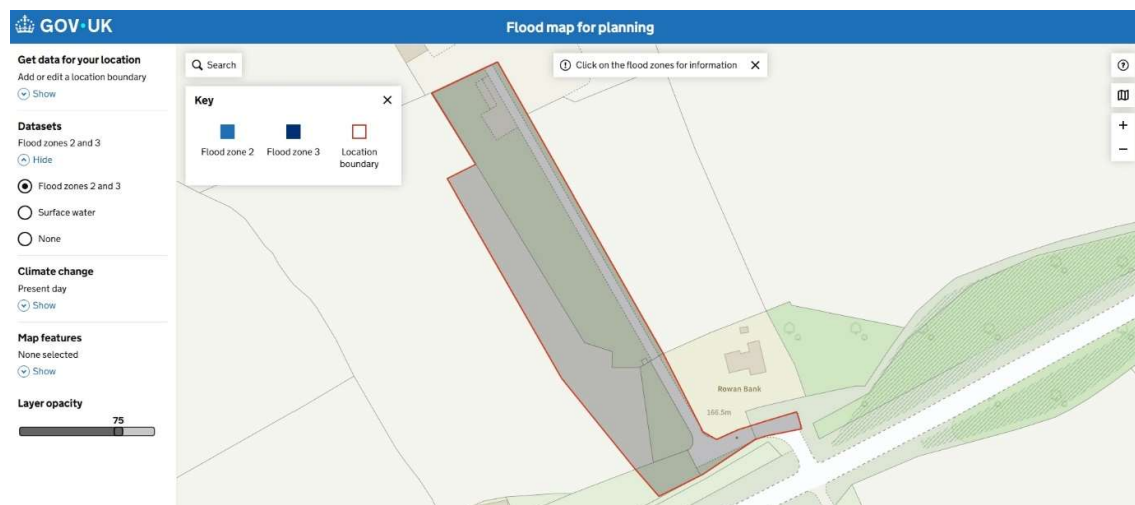 GOV·UK
Flood map for planning
Get data for your location
Add or edit a location boundary
Show
Datasets
Flood zones 2 and 3
Hide
Flood zones 2 and 3
Surface water
None
Climate change
Present day
Show
Map features
None selected
Show
Layer opacity
75
Search
Click on the flood zones for information
Key
Flood zone 2
Flood zone 3
Location
boundary
Rowan Bank
166.5m